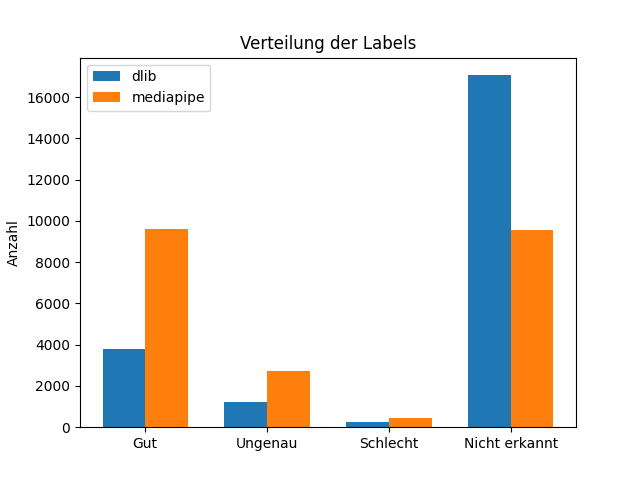 Verteilung der Labels
dlib
mediapipe
Anzahl
16000
14000
12000
10000
8000
6000
4000
2000
0
Gut Ungenau Schlecht Nicht erkannt